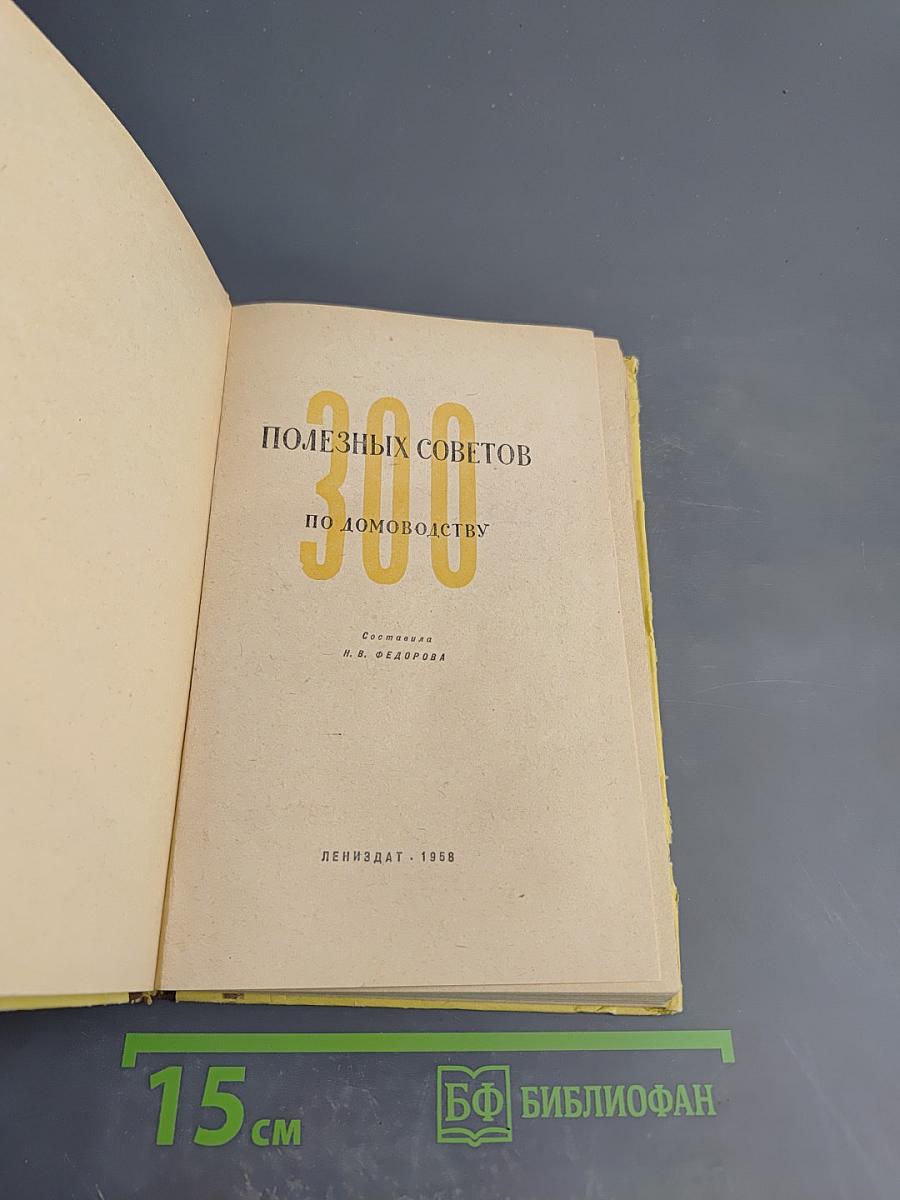 300
ПОЛЕЗНЫХ СОВЕТОВ
ПО ДОМОВОДСТВУ
Составила
Н. В. ФЕДОРОВА
ЛЕНИЗДАТ · 1958
15 см
БФ БИБЛИОФАН